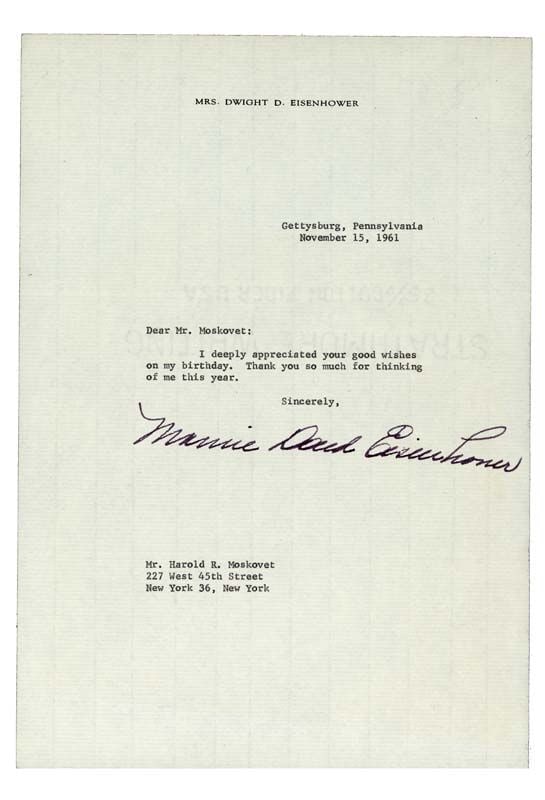 MRS. DWIGHT D. EISENHOWER
Gettysburg, Pennsylvania
November 15, 1961
Dear Mr. Moskovet:
I deeply appreciated your good wishes
on my birthday. Thank you so much for thinking
of me this year.
Sincerely,
Mamie Doud Eisenhower
Mr. Harold R. Moskovet
227 West 45th Street
New York 36, New York